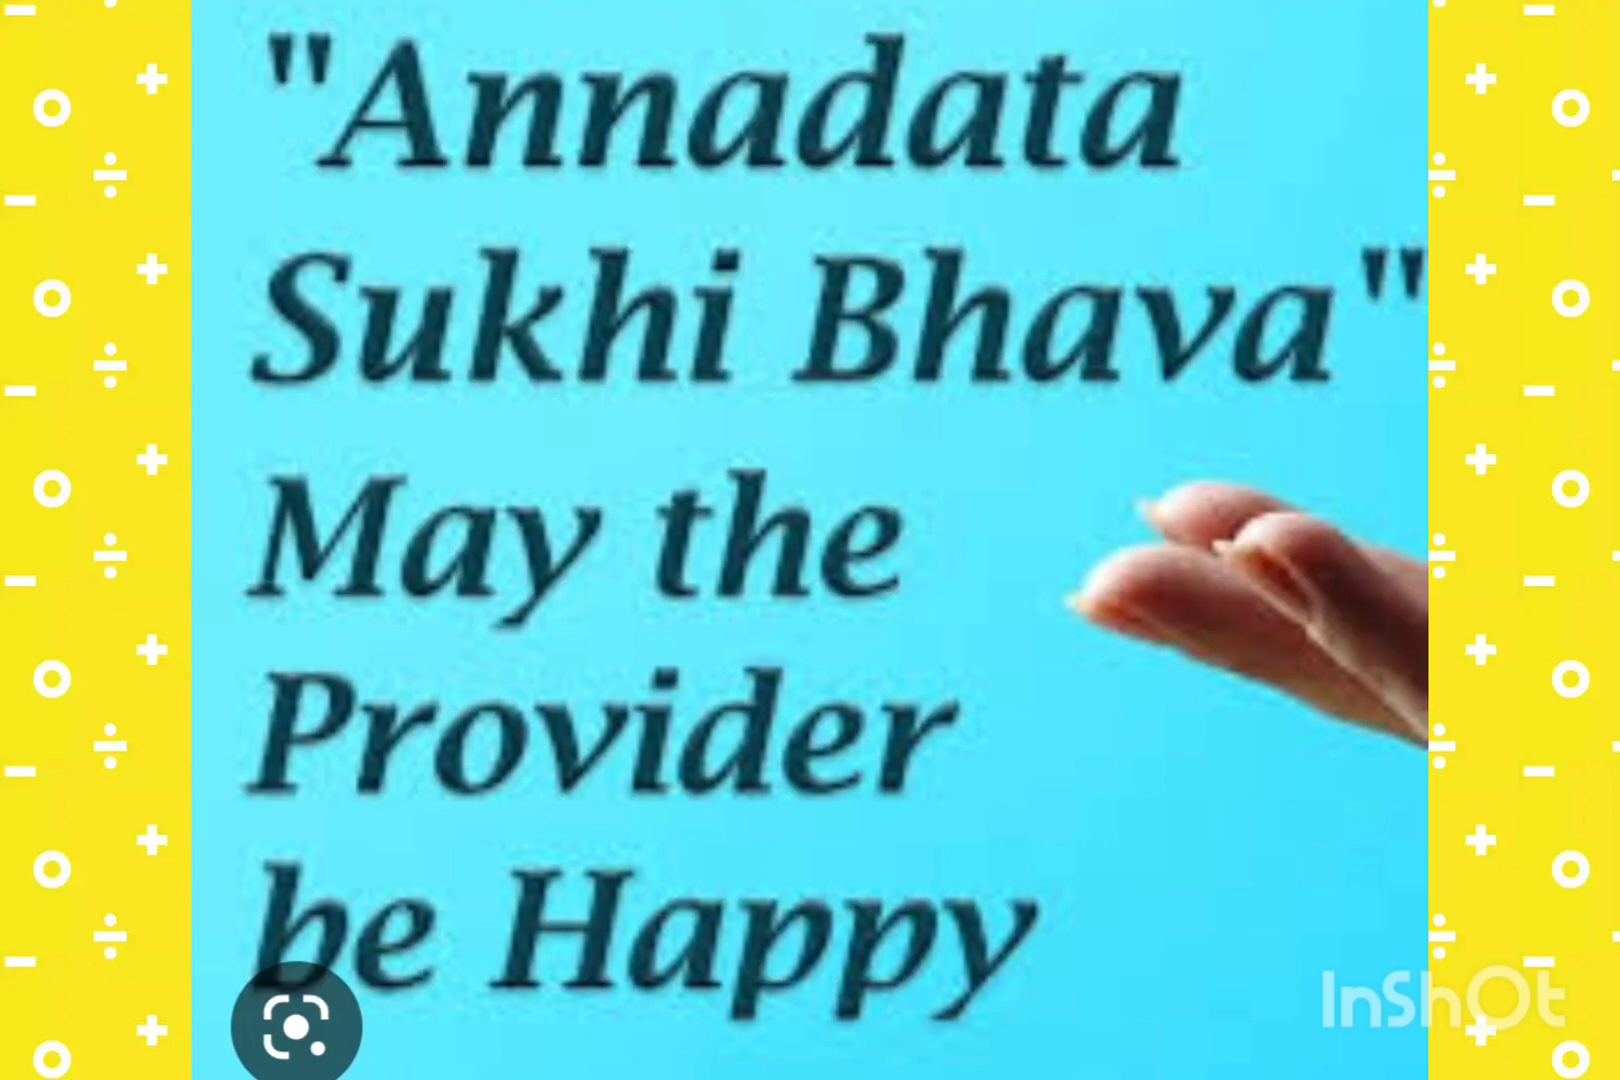 "Annadata
Sukhi Bhava"
May the
Provider
be Happy
InShOt